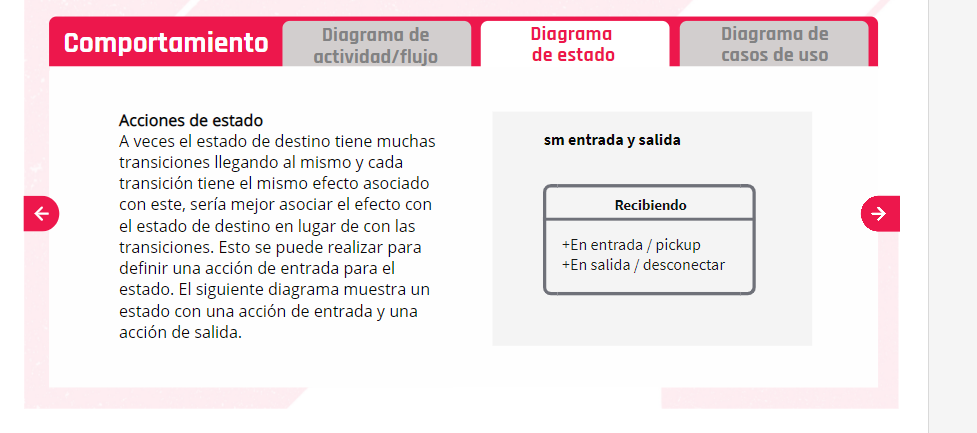 Comportamiento
Diagrama de
actividad/flujo
Diagrama
de estado
Diagrama de
casos de uso
Acciones de estado
A veces el estado de destino tiene muchas
transiciones llegando al mismo y cada
transición tiene el mismo efecto asociado
con este, sería mejor asociar el efecto con
el estado de destino en lugar de con las
transiciones. Esto se puede realizar para
definir una acción de entrada para el
estado. El siguiente diagrama muestra un
estado con una acción de entrada y una
acción de salida.
sm entrada y salida
Recibiendo
+En entrada / pickup
+En salida / desconectar